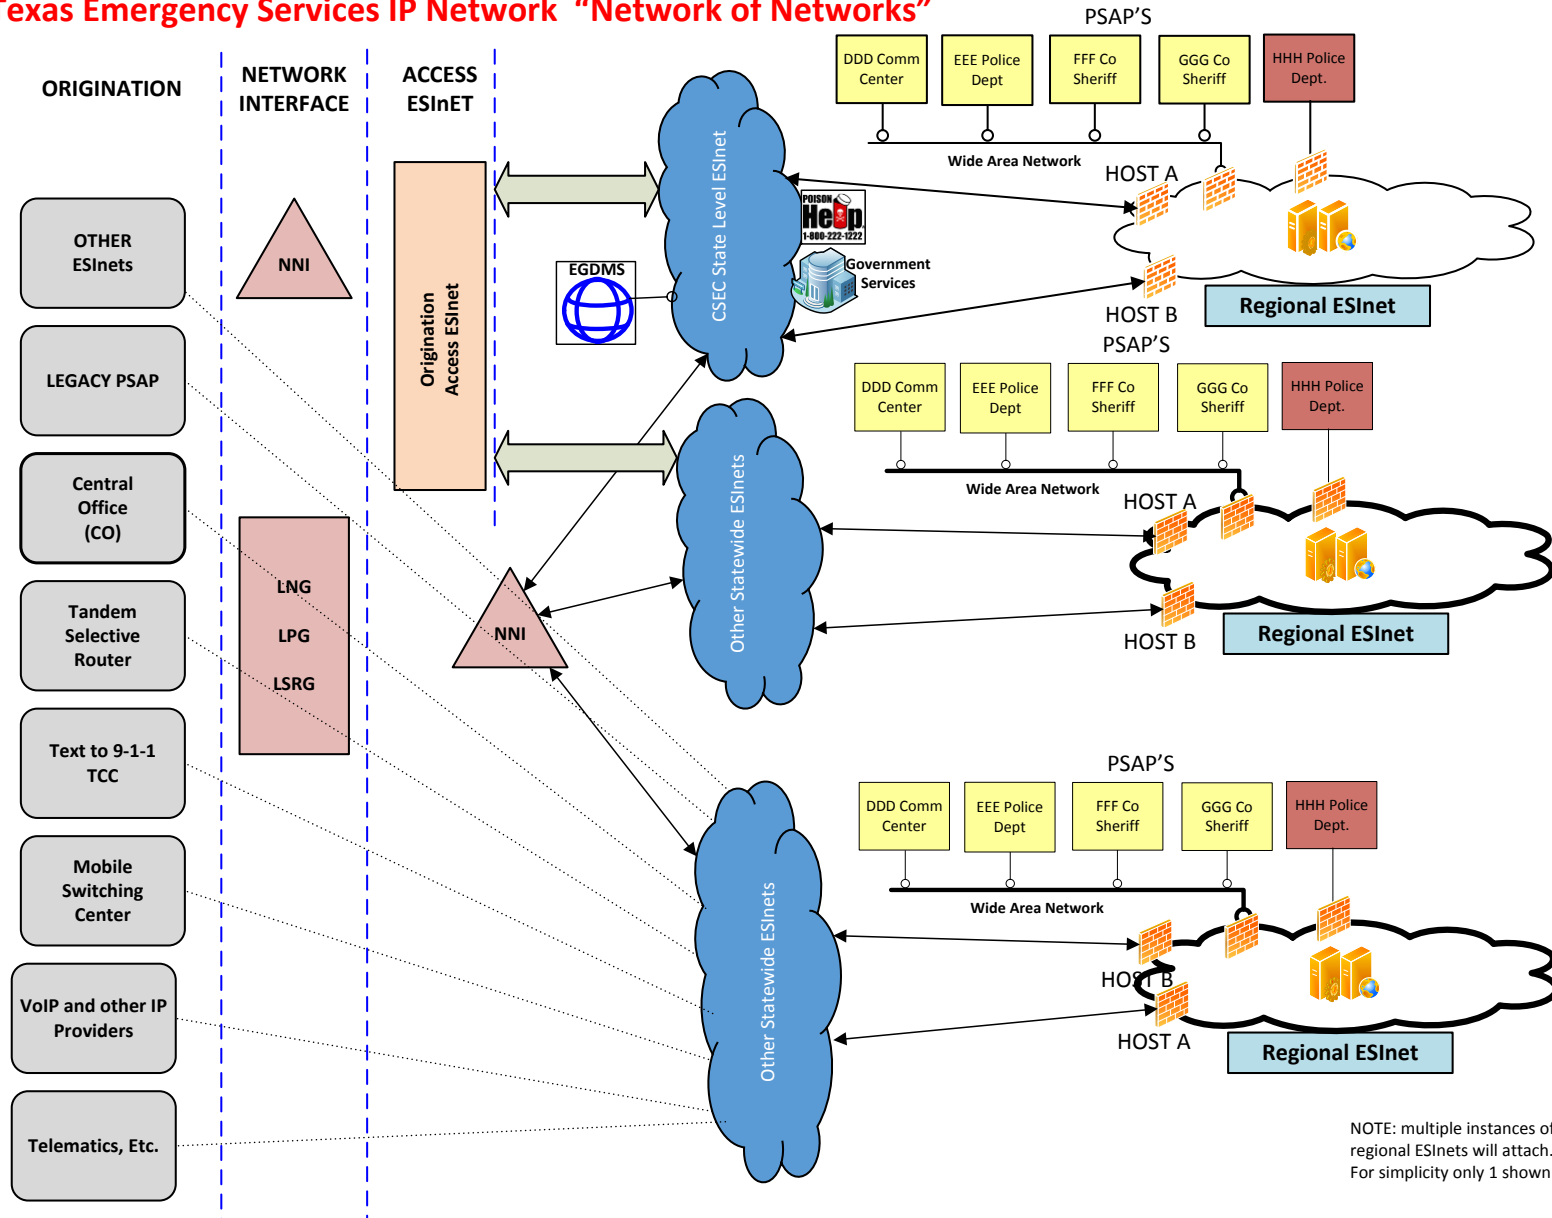 Texas Emergency Services IP Network “Network of Networks”
ORIGINATION
NETWORK
INTERFACE
ACCESS
ESInET
OTHER
ESInets
LEGACY PSAP
Central
Office
(CO)
Tandem
Selective
Router
Text to 9-1-1
TCC
Mobile
Switching
Center
VoIP and other IP
Providers
Telematics, Etc.
NNI
LNG
LPG
LSRG
Origination
Access ESInet
NNI
EGDMS
CSEC State Level ESInet
POISON
Help
1-800-222-1222
Government
Services
Other Statewide ESInets
Other Statewide ESInets
PSAP'S
DDD Comm
Center
EEE Police
Dept
FFF Co
Sheriff
GGG Co
Sheriff
HHH Police
Dept.
Wide Area Network
HOST A
HOST B
Regional ESInet
PSAP'S
DDD Comm
Center
EEE Police
Dept
FFF Co
Sheriff
GGG Co
Sheriff
HHH Police
Dept.
Wide Area Network
HOST A
HOST B
Regional ESInet
PSAP'S
DDD Comm
Center
EEE Police
Dept
FFF Co
Sheriff
GGG Co
Sheriff
HHH Police
Dept.
Wide Area Network
HOST B
HOST A
Regional ESInet
NOTE: multiple instances of
regional ESInets will attach.
For simplicity only 1 shown